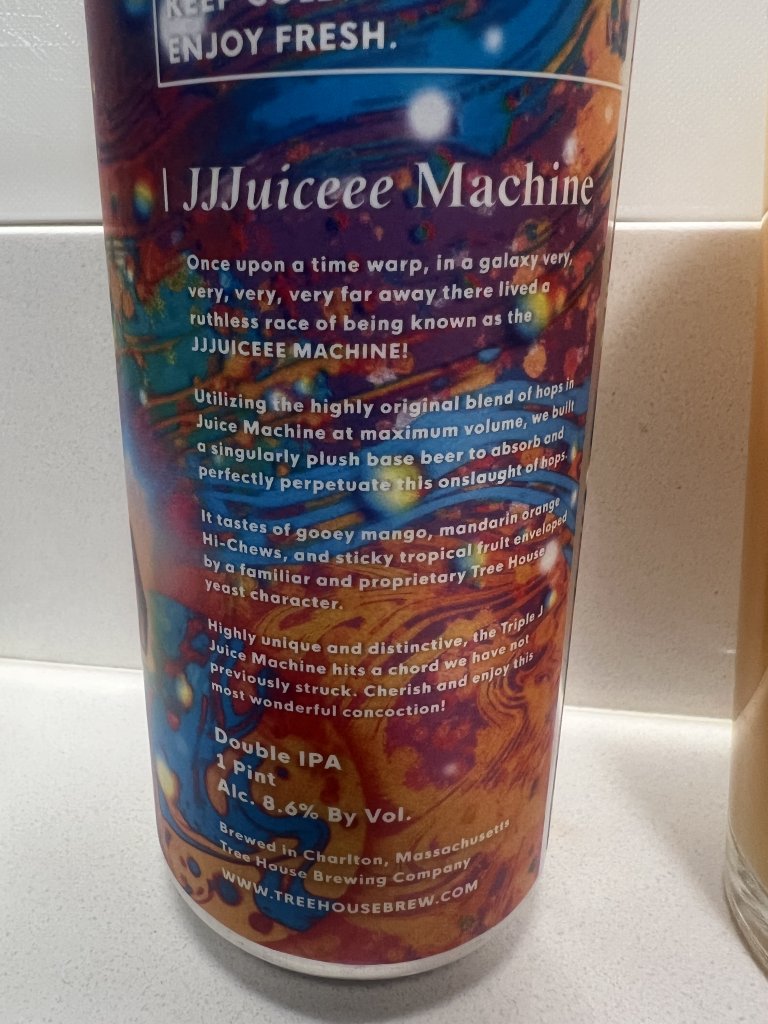 KEEP COL
ENJOY FRESH.
| JJJuiceee Machine
Once upon a time warp, in a galaxy very,
very, very, very far away there lived a
ruthless race of being known as the
JJJUICEEE MACHINE!
Utilizing the highly original blend of hops in
Juice Machine at maximum volume, we built
a singularly plush base beer to absorb and
perfectly perpetuate this onslaught of hops.
It tastes of gooey mango, mandarin orange
Hi-Chews, and sticky tropical fruit enveloped
by a familiar and proprietary Tree House
yeast character.
Highly unique and distinctive, the Triple J
Juice Machine hits a chord we have not
previously struck. Cherish and enjoy this
most wonderful concoction!
Double IPA
1 Pint
Alc. 8.6% By Vol.
Brewed in Charlton, Massachusetts
Tree House Brewing Company
WWW.TREEHOUSEBREW.COM